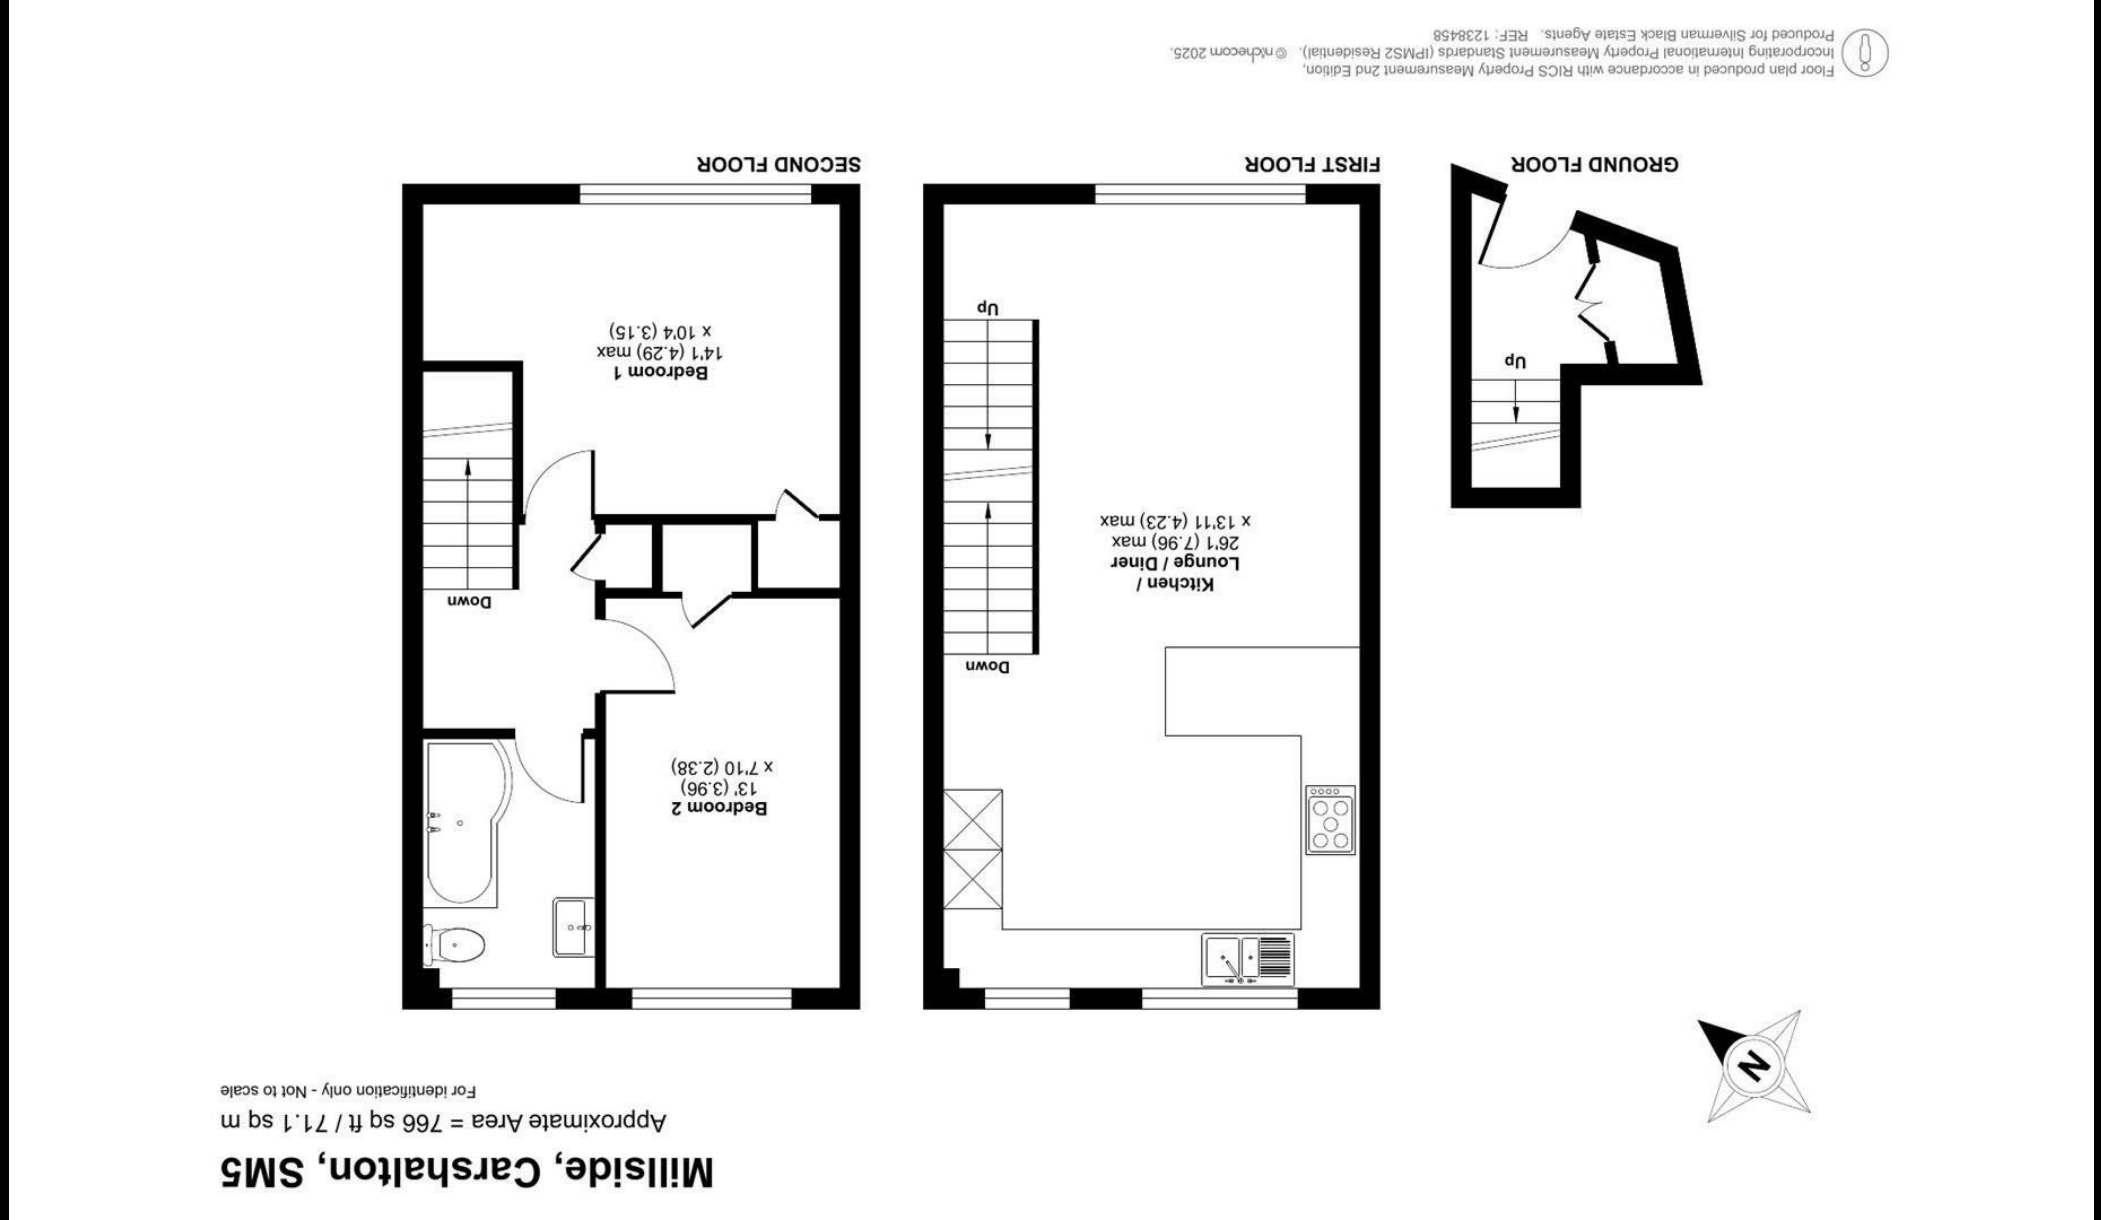 Millside, Carshalton, SM5
Approximate Area = 766 sq ft / 71.1 sq m
For identification only - Not to scale
N
Down
Up
Kitchen /
Lounge / Diner
26'1 (7.96) max
x 13'11 (4.23) max
Bedroom 2
13' (3.96)
x 7'10 (2.38)
Down
Bedroom 1
14'1 (4.29) max
x 10'4 (3.15)
Up
GROUND FLOOR
FIRST FLOOR
SECOND FLOOR
Floor plan produced in accordance with RICS Property Measurement 2nd Edition,
Incorporating International Property Measurement Standards (IPMS2 Residential). © nichecom 2025.
Produced for Silverman Black Estate Agents. REF: 1238458